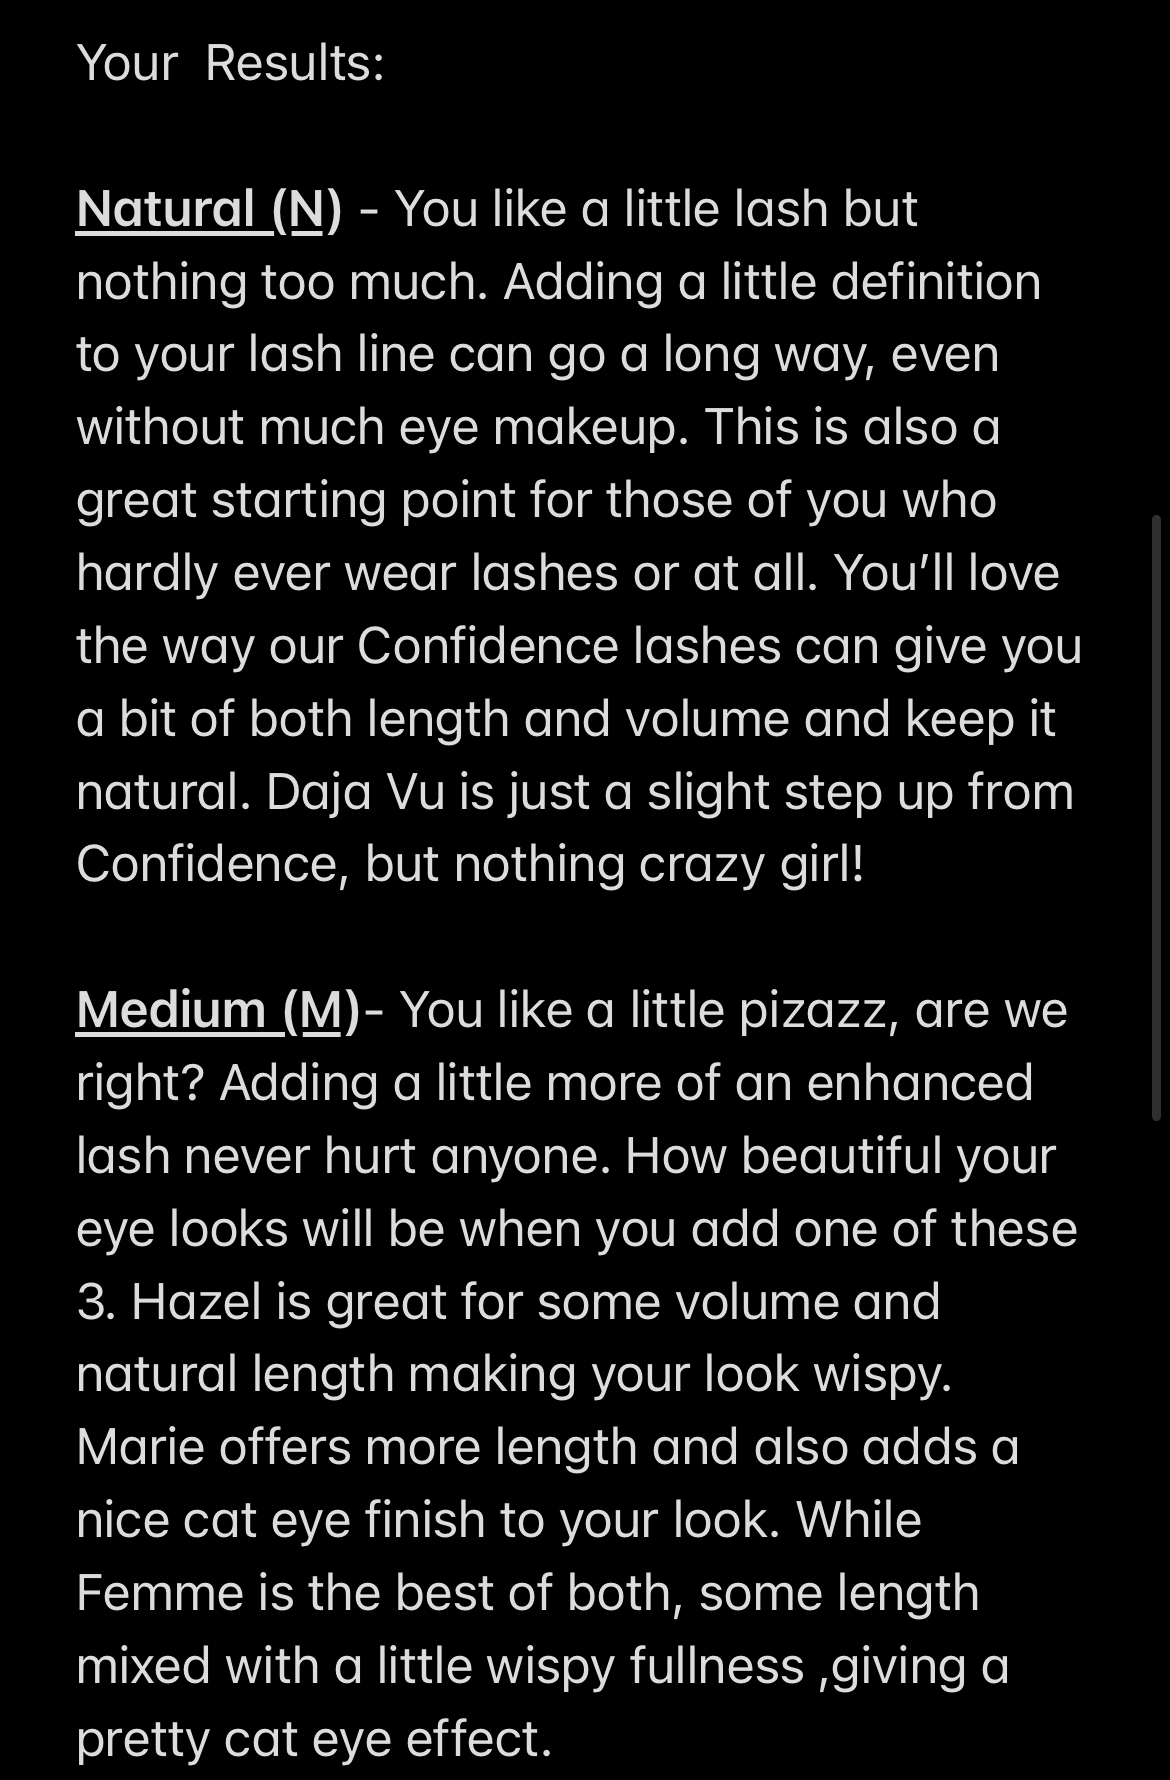 Your  Results:
Natural (N) - You like a little lash but
nothing too much. Adding a little definition
to your lash line can go a long way, even
without much eye makeup. This is also a
great starting point for those of you who
hardly ever wear lashes or at all. You’ll love
the way our Confidence lashes can give you
a bit of both length and volume and keep it
natural. Daja Vu is just a slight step up from
Confidence, but nothing crazy girl!
Medium (M)- You like a little pizazz, are we
right? Adding a little more of an enhanced
lash never hurt anyone. How beautiful your
eye looks will be when you add one of these
3. Hazel is great for some volume and
natural length making your look wispy.
Marie offers more length and also adds a
nice cat eye finish to your look. While
Femme is the best of both, some length
mixed with a little wispy fullness ,giving a
pretty cat eye effect.